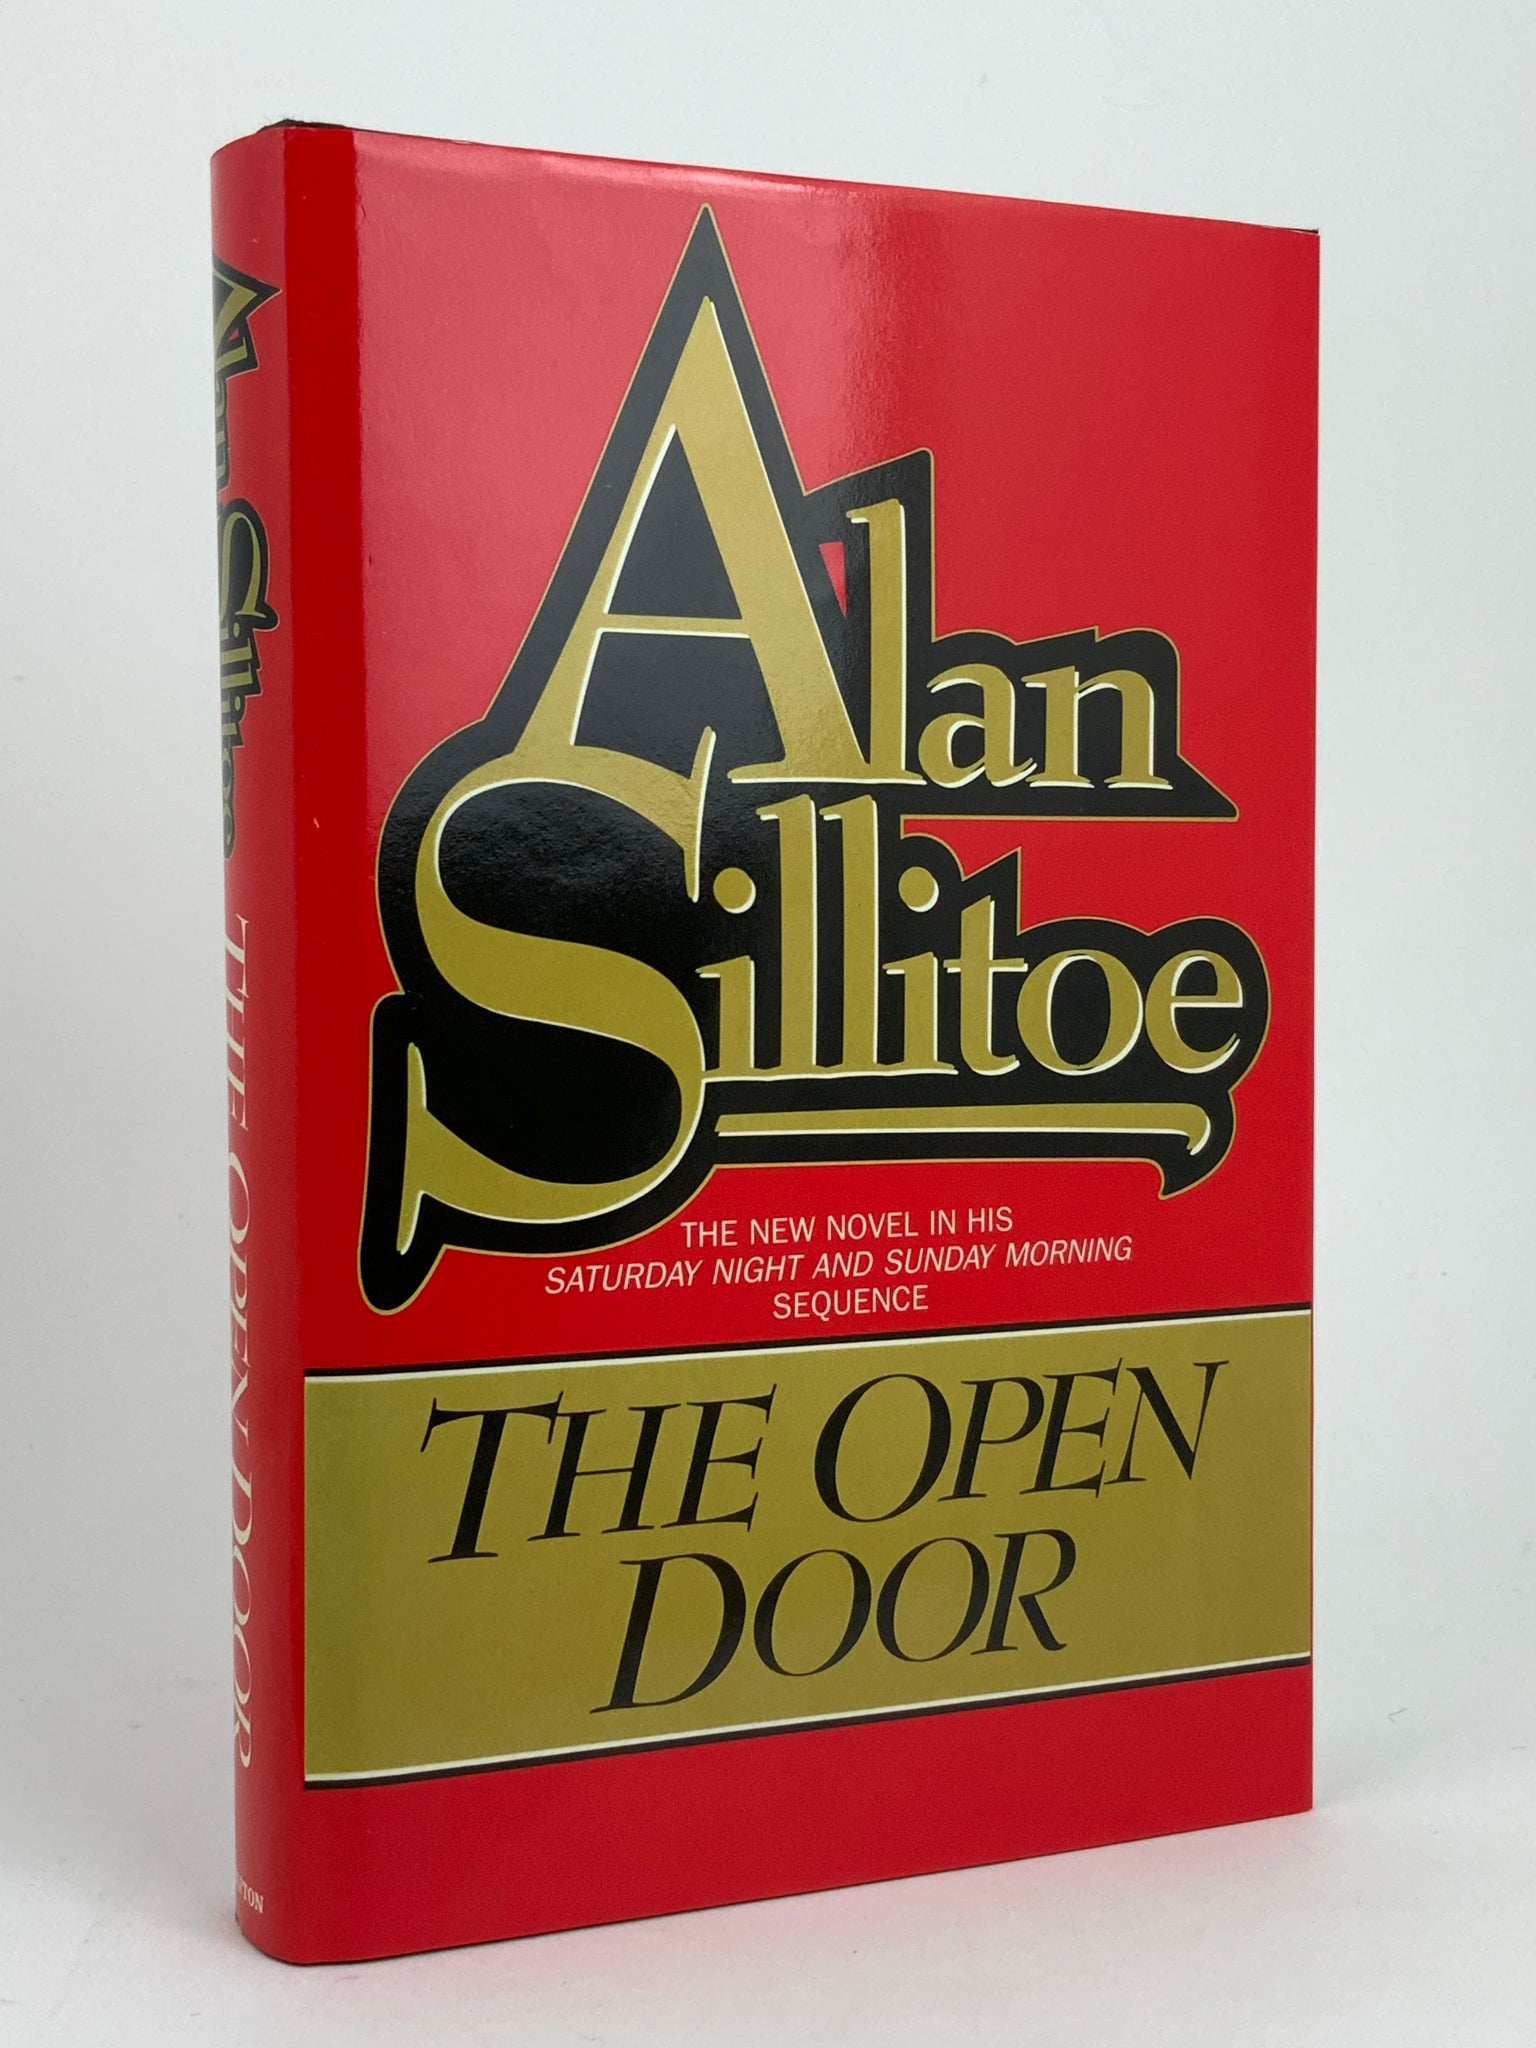 Alan
Sillitoe
THE NEW NOVEL IN HIS
SATURDAY NIGHT AND SUNDAY MORNING
SEQUENCE
THE OPEN
DOOR
Alan Sillitoe THE OPEN DOOR